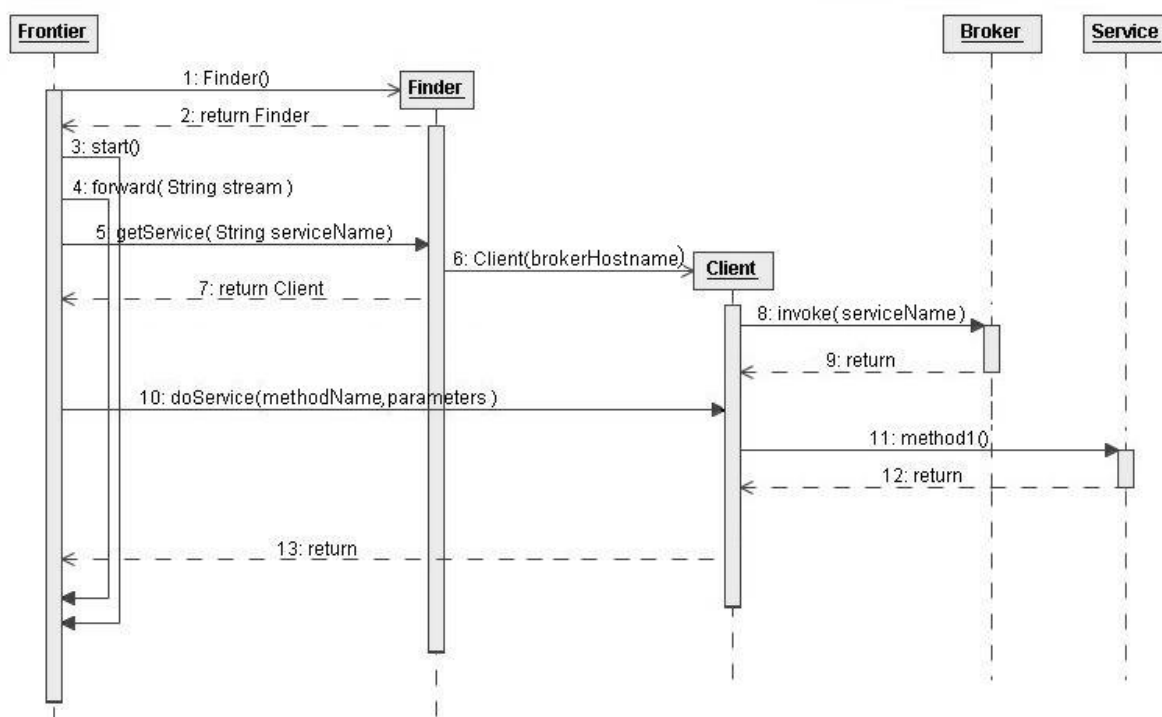 Frontier
Broker
Service
1: Finder()
Finder
2: return Finder
3: start()
4: forward( String stream )
5: getService( String serviceName)
6: Client(brokerHostname)
Client
7: return Client
8: invoke( serviceName )
9: return
10: doService(methodName,parameters )
11: method1()
12: return
13: return